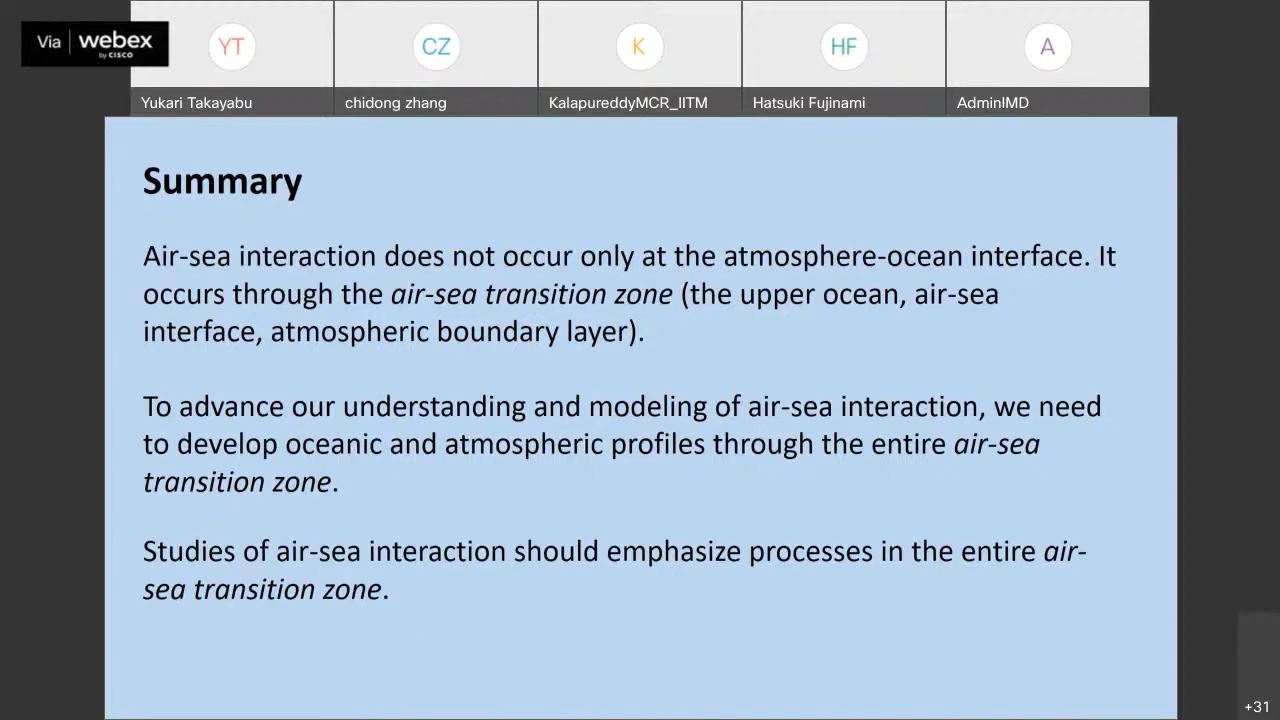 Via webex
by CISCO
YT
CZ
K
HF
A
Yukari Takayabu
chidong zhang
KalapureddyMCR_IITM
Hatsuki Fujinami
AdminIMD
Summary
Air-sea interaction does not occur only at the atmosphere-ocean interface. It
occurs through the air-sea transition zone (the upper ocean, air-sea
interface, atmospheric boundary layer).
To advance our understanding and modeling of air-sea interaction, we need
to develop oceanic and atmospheric profiles through the entire air-sea
transition zone.
Studies of air-sea interaction should emphasize processes in the entire air-
sea transition zone.
+31